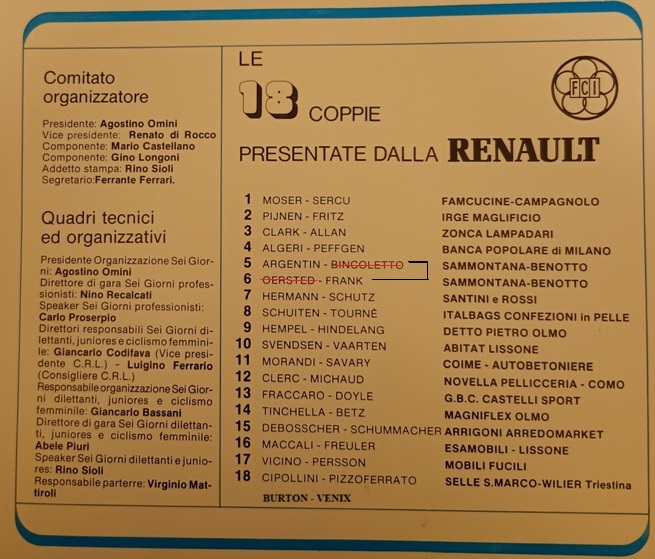 Comitato
organizzatore
Presidente: Agostino Omini
Vice presidente: Renato di Rocco
Componente: Mario Castellano
Componente: Gino Longoni
Addetto stampa: Rino Sioli
Segretario:Ferrante Ferrari.
Quadri tecnici
ed organizzativi
Presidente Organizzazione Sei Gior-
ni: Agostino Omini
Direttore di gara Sei Giorni profes-
sionisti: Nino Recalcati
Speaker Sei Giorni professionisti:
Carlo Proserpio
Direttori responsabili Sei Giorni di-
lettanti, juniores e ciclismo femmini-
le: Giancarlo Codifava (Vice presi-
dente C.R.L.) - Luigino Ferrario
(Consigliere C.R.L.)
Responsabile organizzazione Sei Gior-
ni dilettanti, juniores e ciclismo
femminile: Giancarlo Bassani
Direttore di gara Sei Giorni dilettan-
ti, juniores e ciclismo femminile:
Abele Piuri
Speaker Sei Giorni dilettanti e junio-
res: Rino Sioli
Responsabile parterre: Virginio Mat-
tiroli
LE
18 COPPIE
FCI
PRESENTATE DALLA RENAULT
1 MOSER - SERCU FAMCUCINE-CAMPAGNOLO
2 PIJNEN - FRITZ IRGE MAGLIFICIO
3 CLARK - ALLAN ZONCA LAMPADARI
4 ALGERI - PEFFGEN BANCA POPOLARE di MILANO
5 ARGENTIN - BINCOLETTO SAMMONTANA-BENOTTO
6 OERSTED - FRANK SAMMONTANA-BENOTTO
7 HERMANN - SCHUTZ SANTINI e ROSSI
8 SCHUITEN - TOURNÈ ITALBAGS CONFEZIONI in PELLE
9 HEMPEL - HINDELANG DETTO PIETRO OLMO
10 SVENDSEN - VAARTEN ABITAT LISSONE
11 MORANDI - SAVARY COIME - AUTOBETONIERE
12 CLERC - MICHAUD NOVELLA PELLICCERIA - COMO
13 FRACCARO - DOYLE G.B.C. CASTELLI SPORT
14 TINCHELLA - BETZ MAGNIFLEX OLMO
15 DEBOSSCHER - SCHUMMACHER ARRIGONI ARREDOMARKET
16 MACCALI - FREULER ESAMOBILI - LISSONE
17 VICINO - PERSSON MOBILI FUCILI
18 CIPOLLINI - PIZZOFERRATO SELLE S.MARCO-WILIER Triestina
BURTON - VENIX